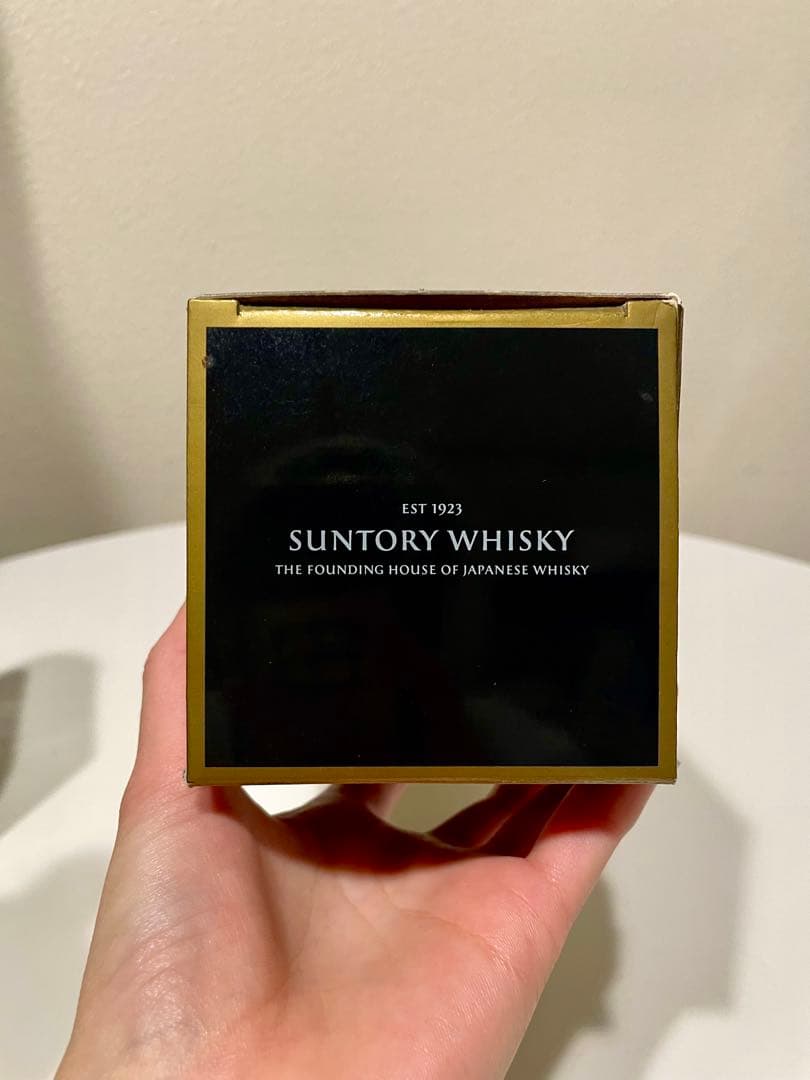 EST 1923
SUNTORY WHISKY
THE FOUNDING HOUSE OF JAPANESE WHISKY